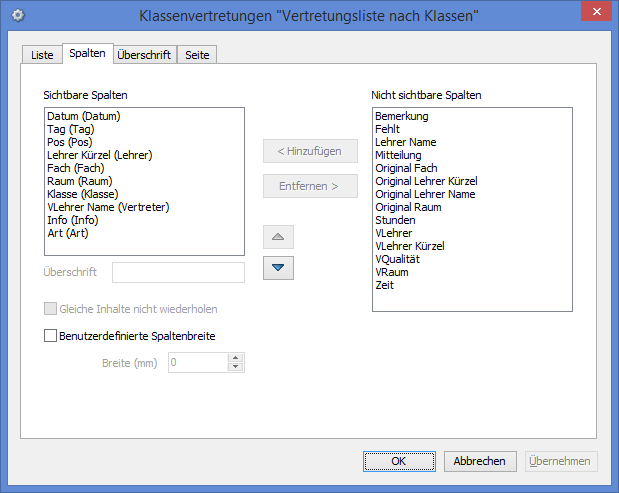 Klassenvertretungen "Vertretungsliste nach Klassen"
Liste Spalten Überschrift Seite
Sichtbare Spalten
Datum (Datum)
Tag (Tag)
Pos (Pos)
Lehrer Kürzel (Lehrer)
Fach (Fach)
Raum (Raum)
Klasse (Klasse)
VLehrer Name (Vertreter)
Info (Info)
Art (Art)
< Hinzufügen
Entfernen >
Nicht sichtbare Spalten
Bemerkung
Fehlt
Lehrer Name
Mitteilung
Original Fach
Original Lehrer Kürzel
Original Lehrer Name
Original Raum
Stunden
VLehrer
VLehrer Kürzel
VQualität
VRaum
Zeit
Überschrift
Gleiche Inhalte nicht wiederholen
Benutzerdefinierte Spaltenbreite
Breite (mm) 0
OK Abbrechen Übernehmen